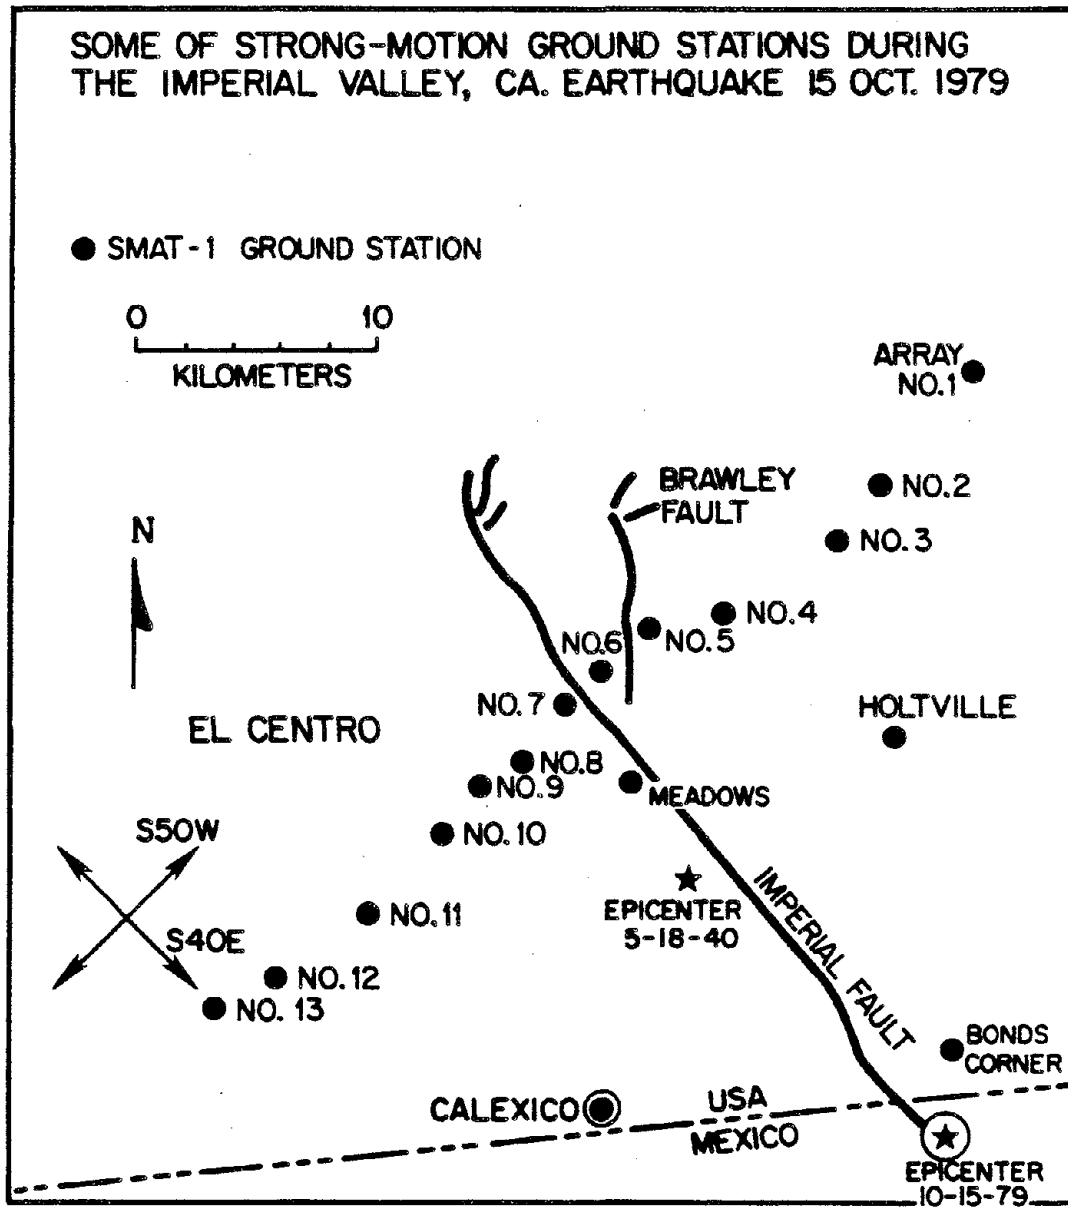 SOME OF STRONG-MOTION GROUND STATIONS DURING
THE IMPERIAL VALLEY, CA. EARTHQUAKE 15 OCT. 1979
SMAT-1 GROUND STATION
0 10
KILOMETERS
ARRAY
NO.1
BRAWLEY
FAULT
NO.2
NO.3
N
NO.4
NO.5
NO.6
NO.7
HOLTVILLE
EL CENTRO
NO.8
NO.9
MEADOWS
NO.10
S50W
EPICENTER
5-18-40
IMPERIAL FAULT
NO.11
S40E
NO.12
NO. 13
BONDS
CORNER
CALEXICO
USA
MEXICO
EPICENTER
10-15-79